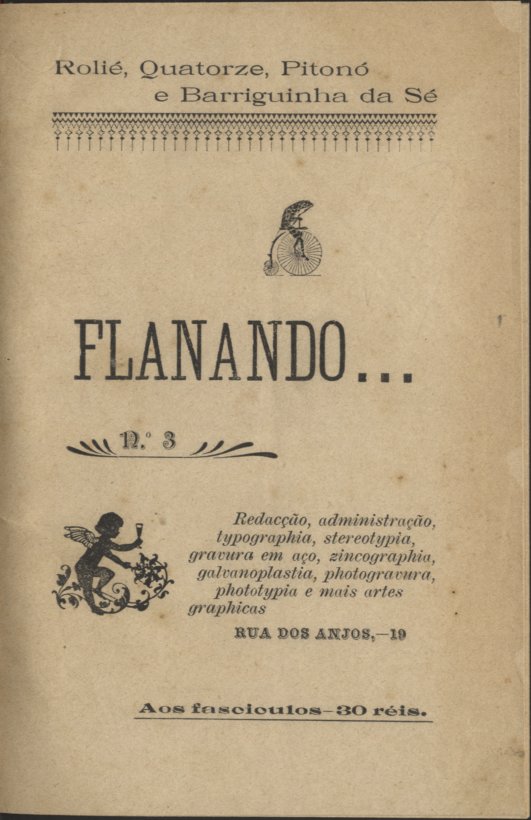 Rolié, Quatorze, Pitonó
e Barriguinha da Sé
FLANANDO...
N.º 3
Redacção, administração,
typographia, stereotypia,
gravura em aço, zincographia,
galvanoplastia, photogravura,
phototypia e mais artes
graphicas
RUA DOS ANJOS,—19
Aos fasciculos—30 réis.